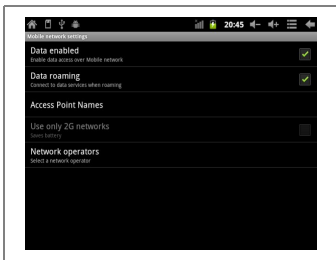 20:45
Mobile network settings
Data enabled
Enable data access over Mobile network
Data roaming
Connect to data services when roaming
Access Point Names
Use only 2G networks
Saves battery
Network operators
Select a network operator